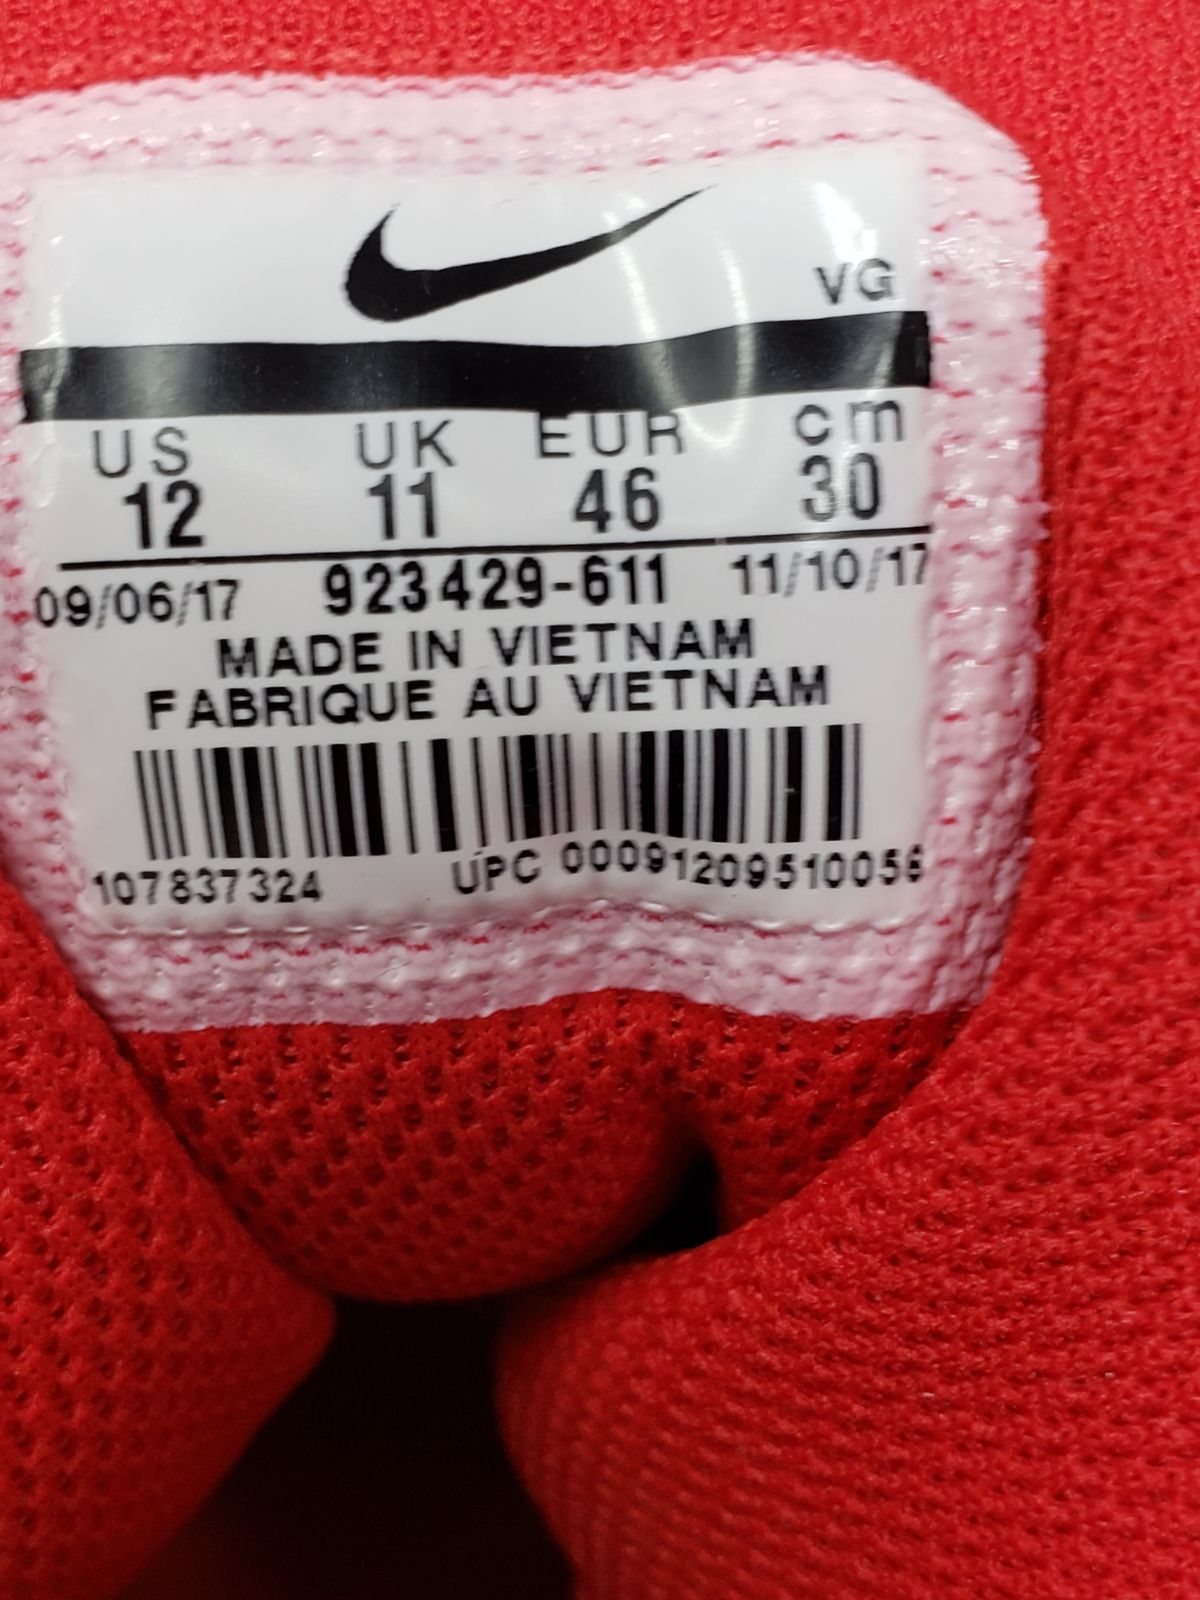 VG
US UK EUR cm
12 11 46 30
09/06/17 923429-611 11/10/17
MADE IN VIETNAM
FABRIQUE AU VIETNAM
107837324 UPC 00091209510056